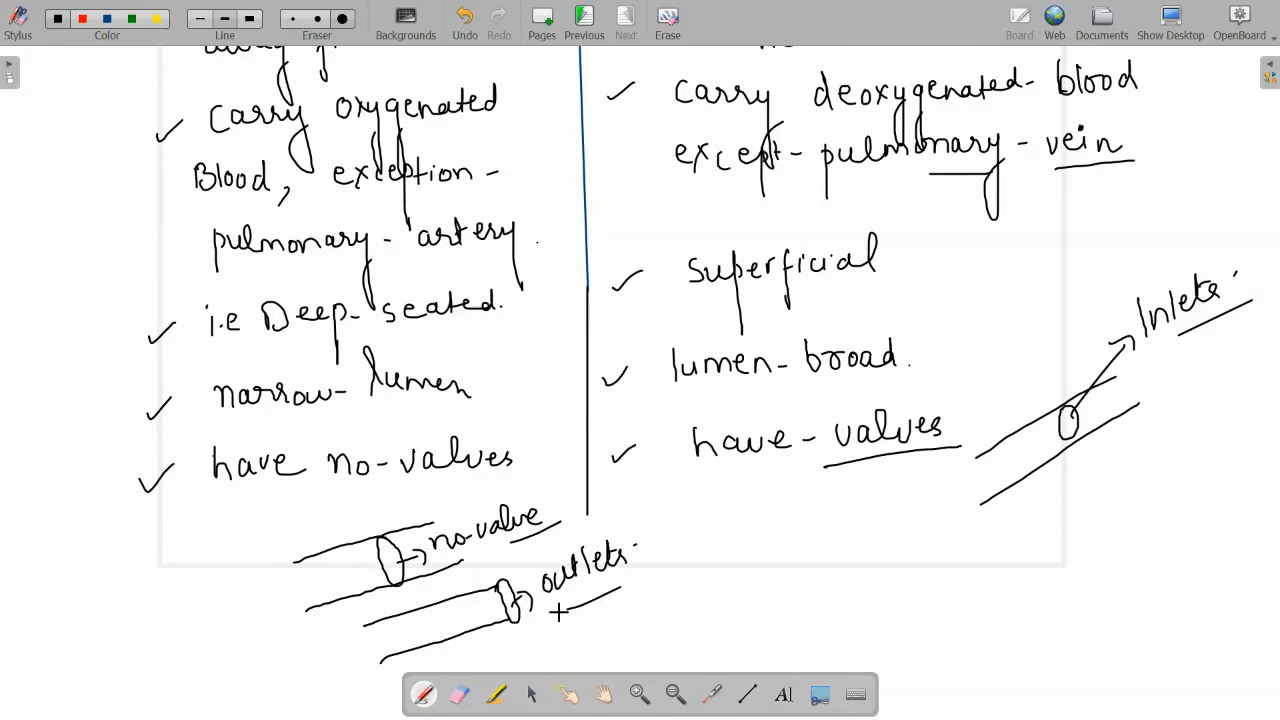 Stylus
Color
Line
Eraser
Backgrounds
Undo
Redo
Pages
Previous
Next
Erase
Board
Web
Documents
Show Desktop
OpenBoard
carry oxygenated
Blood, exception -
pulmonary - artery.
i.e Deep - seated.
narrow - lumen
have no - valves
no - valve
outlets.
carry deoxygenated - blood
except - pulmonary - vein
superficial
lumen - broad.
have - valves
Inlets.